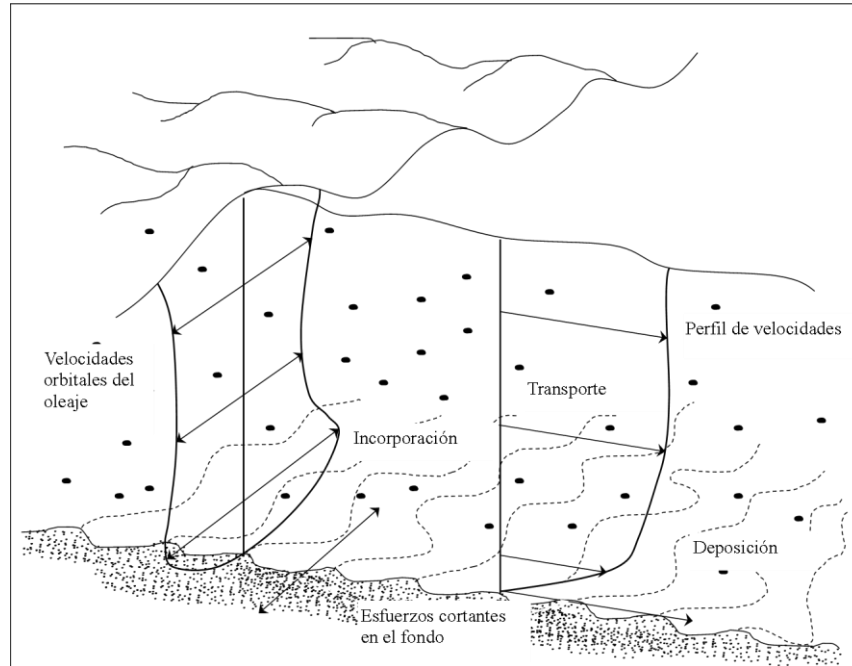 Perfil de velocidades
Velocidades
orbitales del
oleaje
Transporte
Incorporación
Deposición
Esfuerzos cortantes
en el fondo